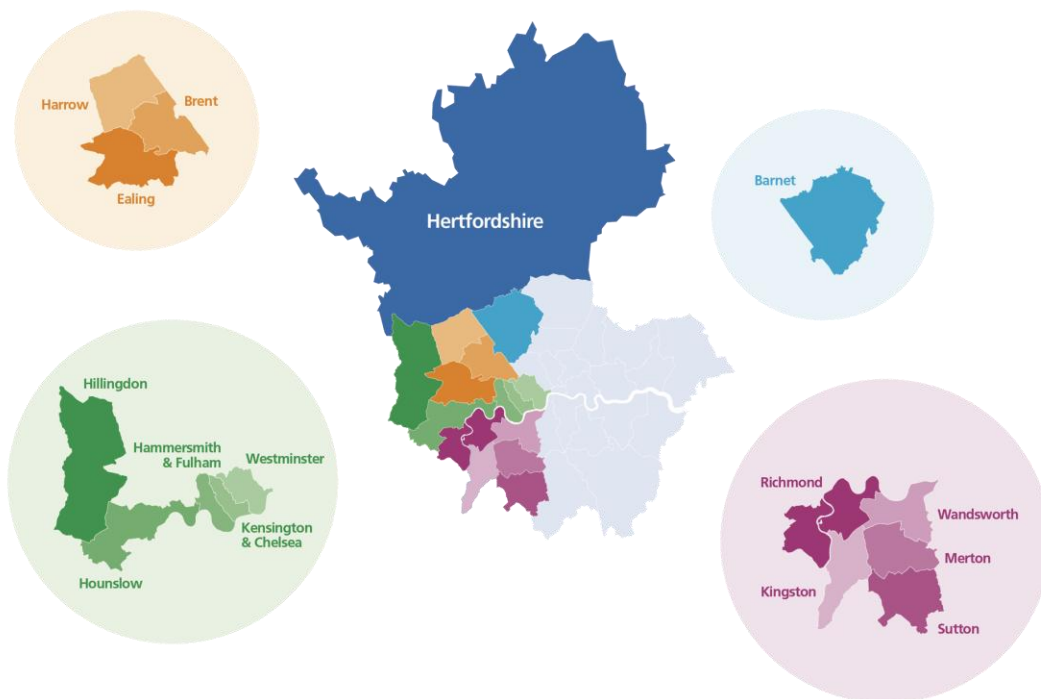 Harrow
Brent
Ealing
Hertfordshire
Barnet
Hillingdon
Hammersmith
& Fulham
Westminster
Kensington
& Chelsea
Hounslow
Richmond
Wandsworth
Merton
Kingston
Sutton